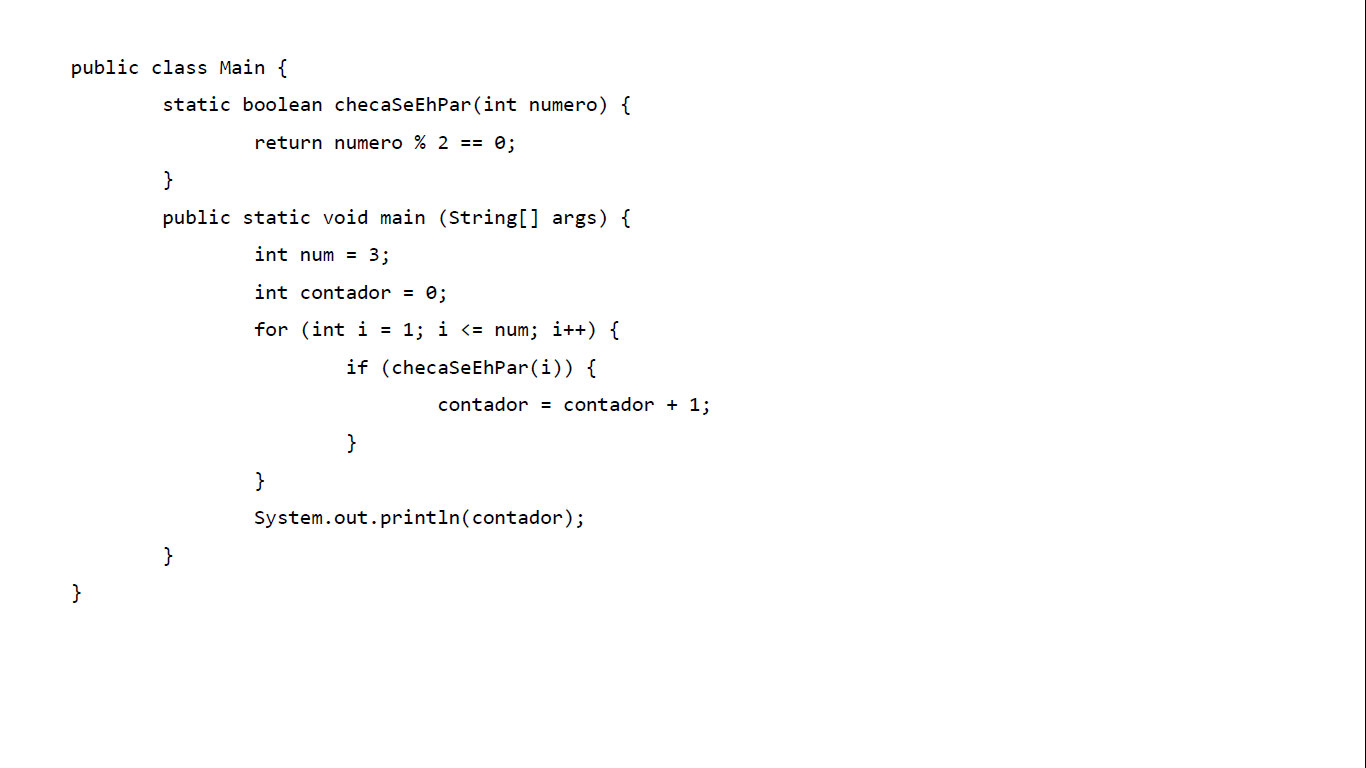 public class Main {
static boolean checaSeEhPar(int numero) {
return numero % 2 == 0;
}
public static void main (String[] args) {
int num = 3;
int contador = 0;
for (int i = 1; i <= num; i++) {
if (checaSeEhPar(i)) {
contador = contador + 1;
}
}
System.out.println(contador);
}
}